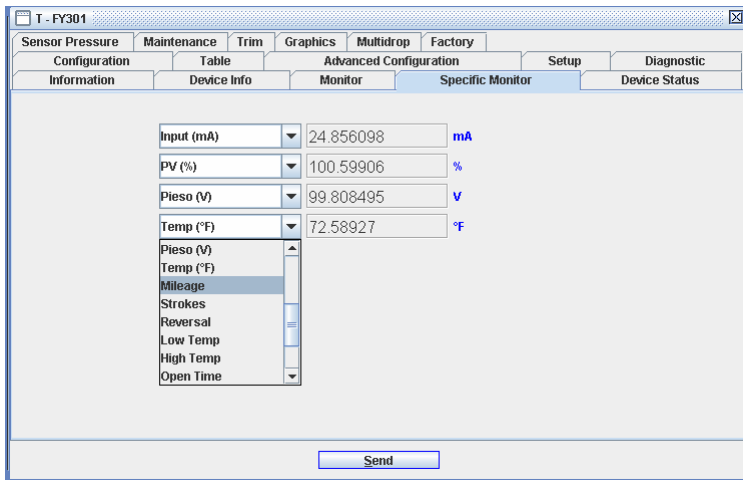 T - FY301
Sensor Pressure Maintenance Trim Graphics Multidrop Factory
Configuration Table Advanced Configuration Setup Diagnostic
Information Device Info Monitor Specific Monitor Device Status
Input (mA) 24.856098 mA
PV (%) 100.59906 %
Pieso (V) 99.808495 V
Temp (°F) 72.58927 °F
Pieso (V)
Temp (°F)
Mileage
Strokes
Reversal
Low Temp
High Temp
Open Time
Send